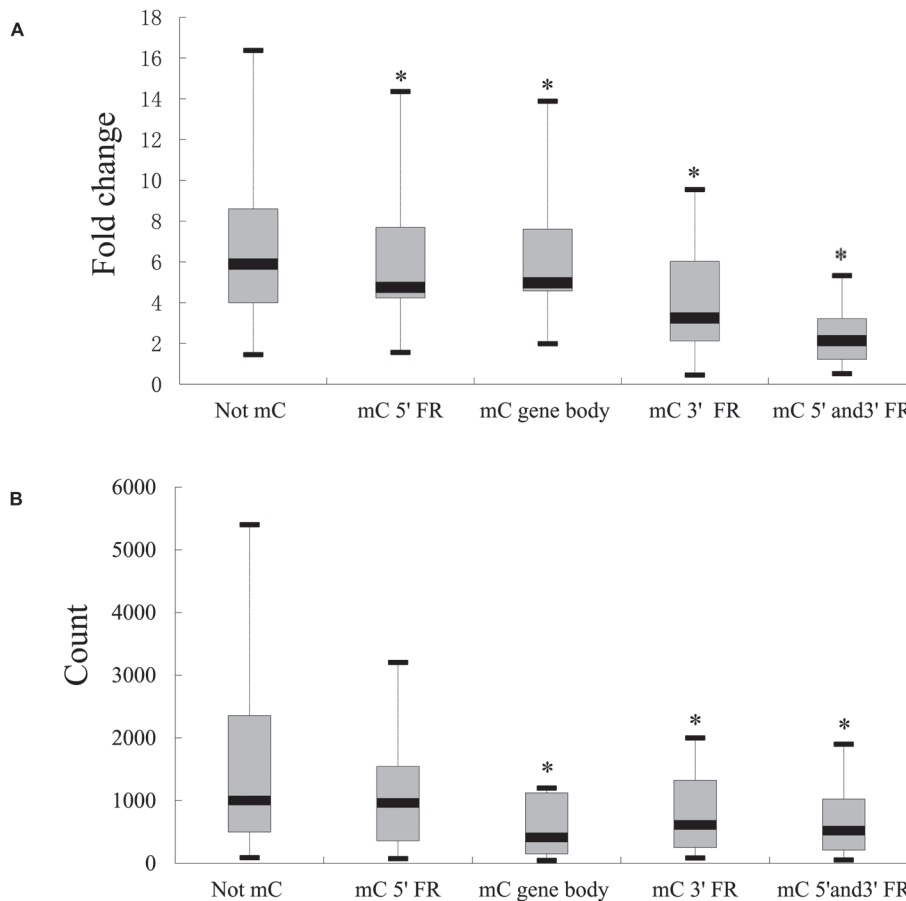 A
Fold change
18
16
14
12
10
8
6
4
2
0
*
*
*
*
Not mC
mC 5' FR
mC gene body
mC 3' FR
mC 5' and3' FR
B
Count
6000
5000
4000
3000
2000
1000
0
*
*
*
Not mC
mC 5' FR
mC gene body
mC 3' FR
mC 5'and3' FR